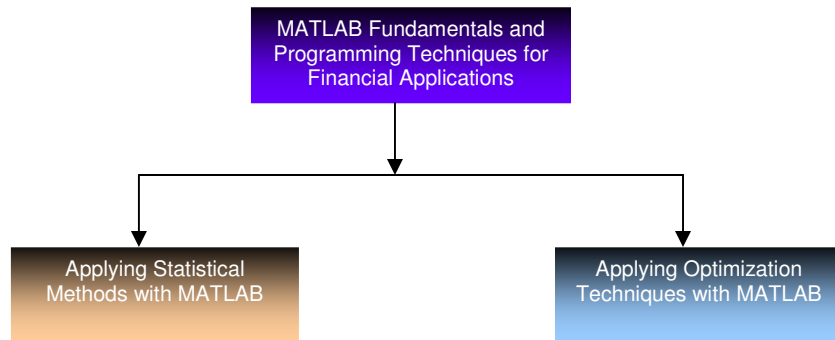 MATLAB Fundamentals and
Programming Techniques for
Financial Applications
Applying Statistical
Methods with MATLAB
Applying Optimization
Techniques with MATLAB